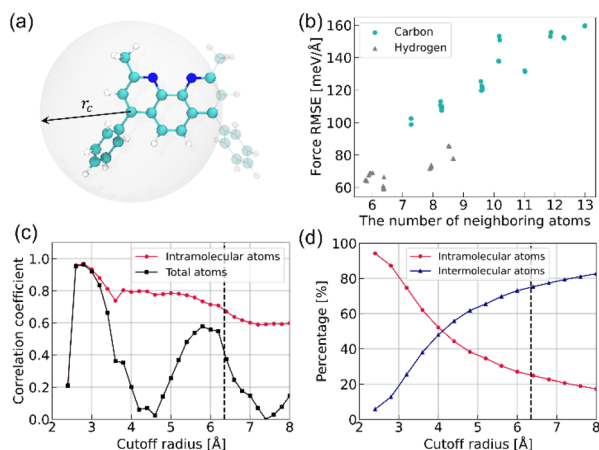 (a)
r_c
(b)
Carbon
Hydrogen
Force RMSE [meV/Å]
160
140
120
100
80
60
6 7 8 9 10 11 12 13
The number of neighboring atoms
(c)
Intramolecular atoms
Total atoms
Correlation coefficient
1.0
0.8
0.6
0.4
0.2
0.0
2 3 4 5 6 7 8
Cutoff radius [Å]
(d)
Intramolecular atoms
Intermolecular atoms
Percentage [%]
100
80
60
40
20
0
2 3 4 5 6 7 8
Cutoff radius [Å]